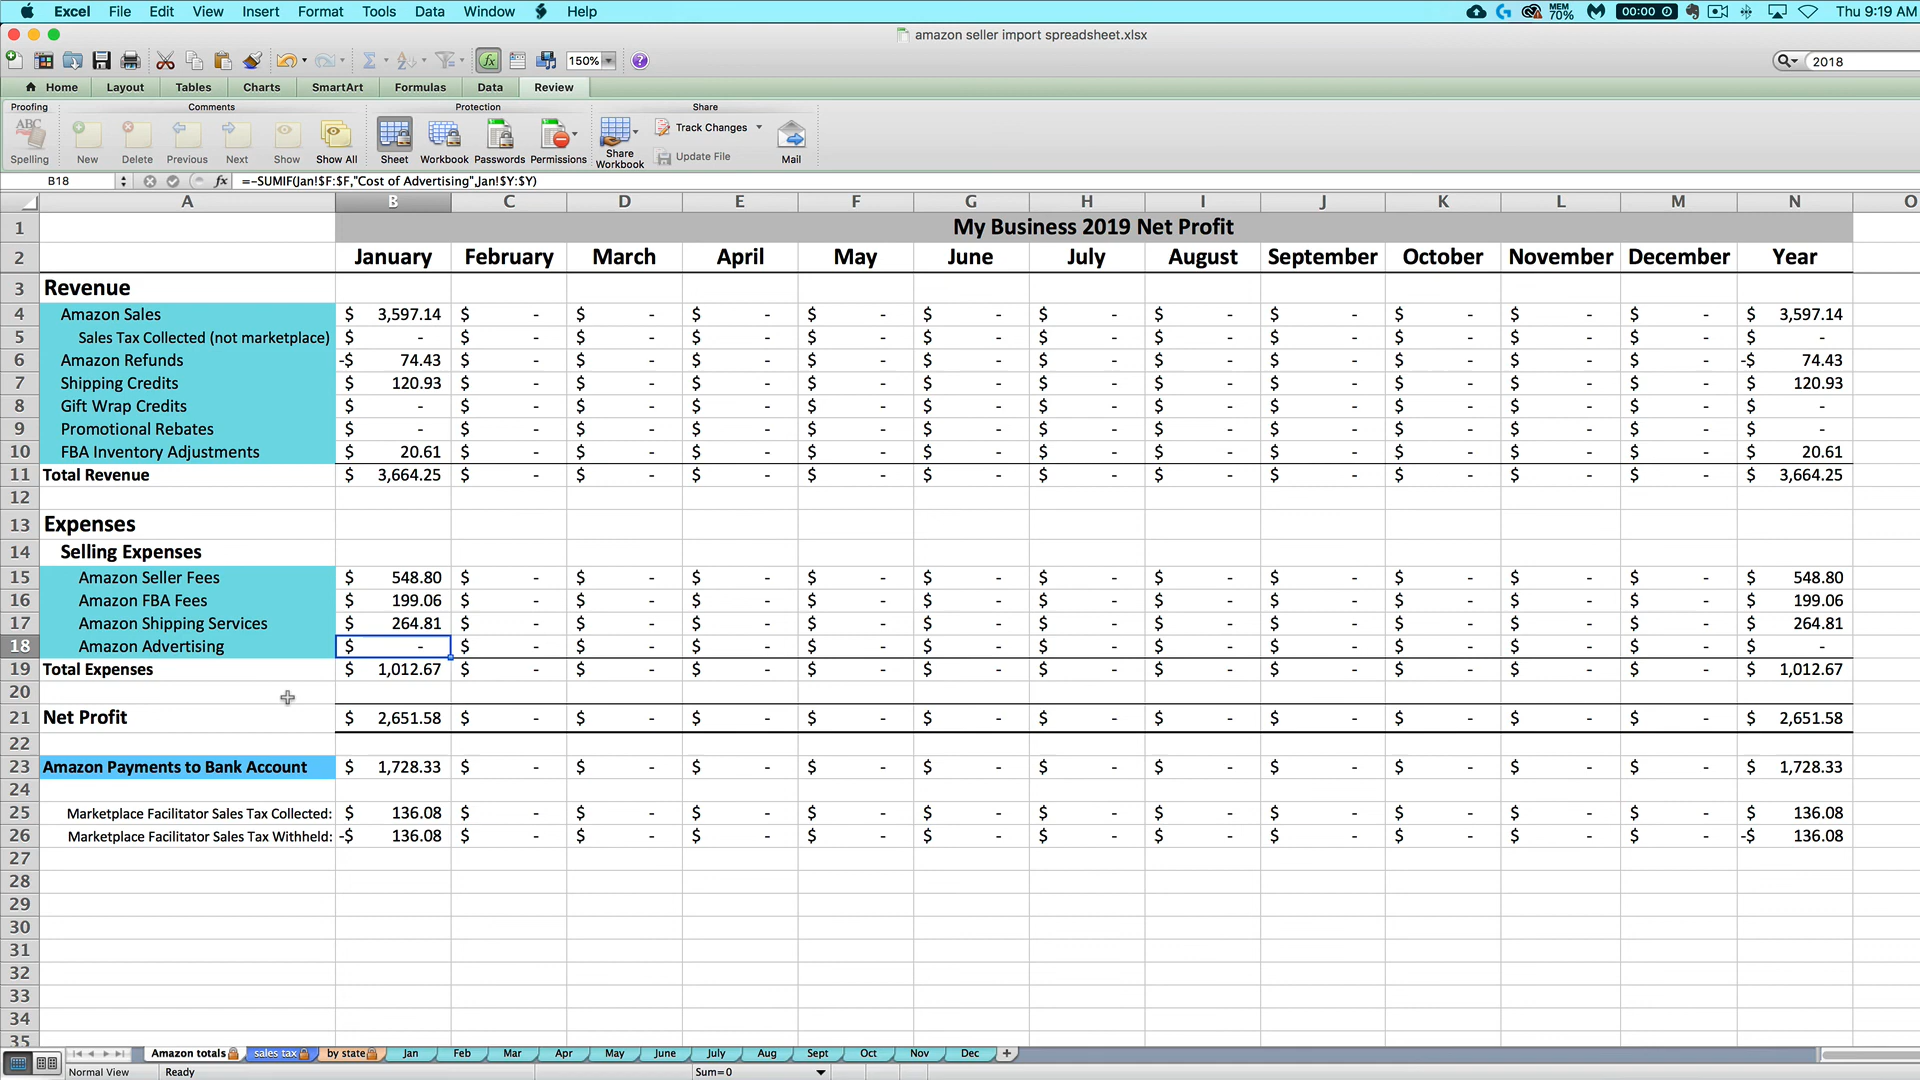 Excel File Edit View Insert Format Tools Data Window Help MEM 70% 00:00 Thu 9:19 AM
amazon seller import spreadsheet.xlsx
fx 150% ? 2018
Home Layout Tables Charts SmartArt Formulas Data Review
Proofing Comments Protection Share
ABC Track Changes
Spelling New Delete Previous Next Show Show All Sheet Workbook Passwords Permissions Share Workbook Update File Mail
B18 fx =-SUMIF(Jan!$F:$F,"Cost of Advertising",Jan!$Y:$Y)
A B C D E F G H I J K L M N O
1 My Business 2019 Net Profit
2 January February March April May June July August September October November December Year
3 Revenue
4 Amazon Sales $ 3,597.14 $ - $ - $ - $ - $ - $ - $ - $ - $ - $ - $ - $ 3,597.14
5 Sales Tax Collected (not marketplace) $ - $ - $ - $ - $ - $ - $ - $ - $ - $ - $ - $ - $ -
6 Amazon Refunds -$ 74.43 $ - $ - $ - $ - $ - $ - $ - $ - $ - $ - $ - -$ 74.43
7 Shipping Credits $ 120.93 $ - $ - $ - $ - $ - $ - $ - $ - $ - $ - $ - $ 120.93
8 Gift Wrap Credits $ - $ - $ - $ - $ - $ - $ - $ - $ - $ - $ - $ - $ -
9 Promotional Rebates $ - $ - $ - $ - $ - $ - $ - $ - $ - $ - $ - $ - $ -
10 FBA Inventory Adjustments $ 20.61 $ - $ - $ - $ - $ - $ - $ - $ - $ - $ - $ - $ 20.61
11 Total Revenue $ 3,664.25 $ - $ - $ - $ - $ - $ - $ - $ - $ - $ - $ - $ 3,664.25
12
13 Expenses
14 Selling Expenses
15 Amazon Seller Fees $ 548.80 $ - $ - $ - $ - $ - $ - $ - $ - $ - $ - $ - $ 548.80
16 Amazon FBA Fees $ 199.06 $ - $ - $ - $ - $ - $ - $ - $ - $ - $ - $ - $ 199.06
17 Amazon Shipping Services $ 264.81 $ - $ - $ - $ - $ - $ - $ - $ - $ - $ - $ - $ 264.81
18 Amazon Advertising $ - $ - $ - $ - $ - $ - $ - $ - $ - $ - $ - $ - $ -
19 Total Expenses $ 1,012.67 $ - $ - $ - $ - $ - $ - $ - $ - $ - $ - $ - $ 1,012.67
20
21 Net Profit $ 2,651.58 $ - $ - $ - $ - $ - $ - $ - $ - $ - $ - $ - $ 2,651.58
22
23 Amazon Payments to Bank Account $ 1,728.33 $ - $ - $ - $ - $ - $ - $ - $ - $ - $ - $ - $ 1,728.33
24
25 Marketplace Facilitator Sales Tax Collected: $ 136.08 $ - $ - $ - $ - $ - $ - $ - $ - $ - $ - $ - $ 136.08
26 Marketplace Facilitator Sales Tax Withheld: -$ 136.08 $ - $ - $ - $ - $ - $ - $ - $ - $ - $ - $ - -$ 136.08
27
28
29
30
31
32
33
34
35
Amazon totals sales tax by state Jan Feb Mar Apr May June July Aug Sept Oct Nov Dec +
Normal View Ready Sum=0